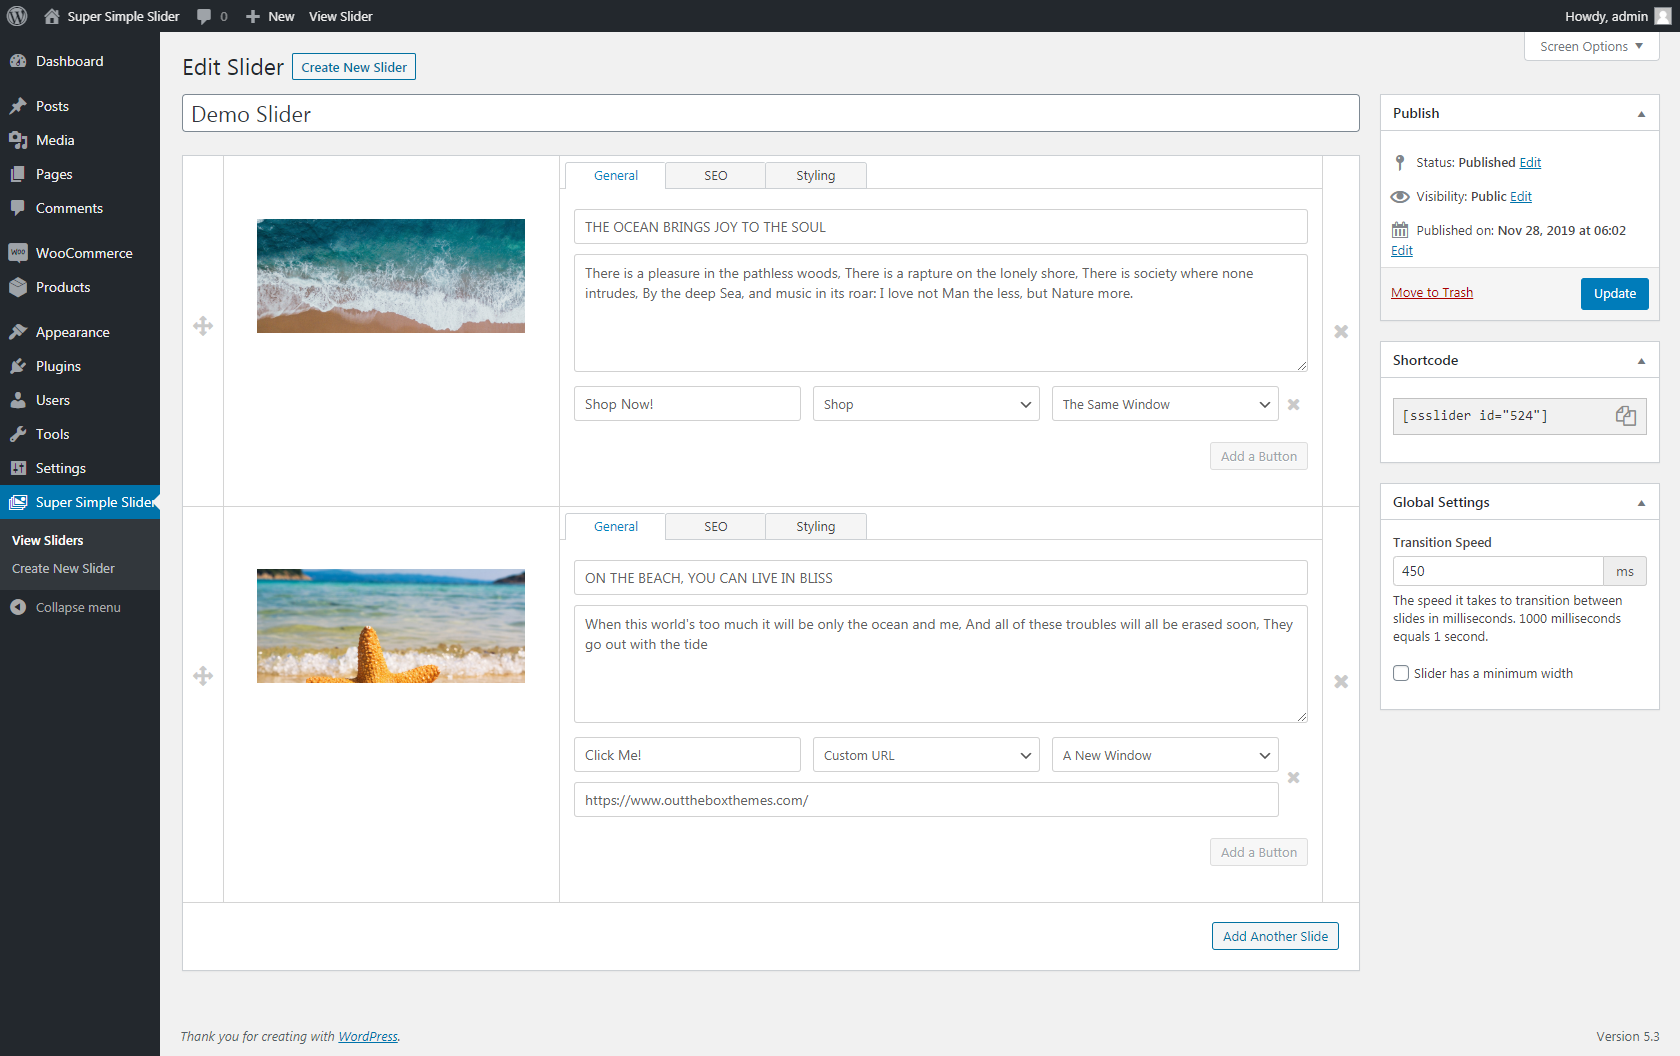 Super Simple Slider
0
New
View Slider
Howdy, admin
Dashboard
Posts
Media
Pages
Comments
WOO
WooCommerce
Products
Appearance
Plugins
Users
Tools
Settings
Super Simple Slider
View Sliders
Create New Slider
Collapse menu
Screen Options
Edit Slider
Create New Slider
Demo Slider
General
SEO
Styling
THE OCEAN BRINGS JOY TO THE SOUL
There is a pleasure in the pathless woods, There is a rapture on the lonely shore, There is society where none
intrudes, By the deep Sea, and music in its roar: I love not Man the less, but Nature more.
Shop Now!
Shop
The Same Window
Add a Button
General
SEO
Styling
ON THE BEACH, YOU CAN LIVE IN BLISS
When this world's too much it will be only the ocean and me, And all of these troubles will all be erased soon, They
go out with the tide
Click Me!
Custom URL
A New Window
https://www.outtheboxthemes.com/
Add a Button
Add Another Slide
Publish
Status: Published Edit
Visibility: Public Edit
Published on: Nov 28, 2019 at 06:02
Edit
Move to Trash
Update
Shortcode
[ssslider id="524"]
Global Settings
Transition Speed
450
ms
The speed it takes to transition between
slides in milliseconds. 1000 milliseconds
equals 1 second.
Slider has a minimum width
Thank you for creating with WordPress.
Version 5.3